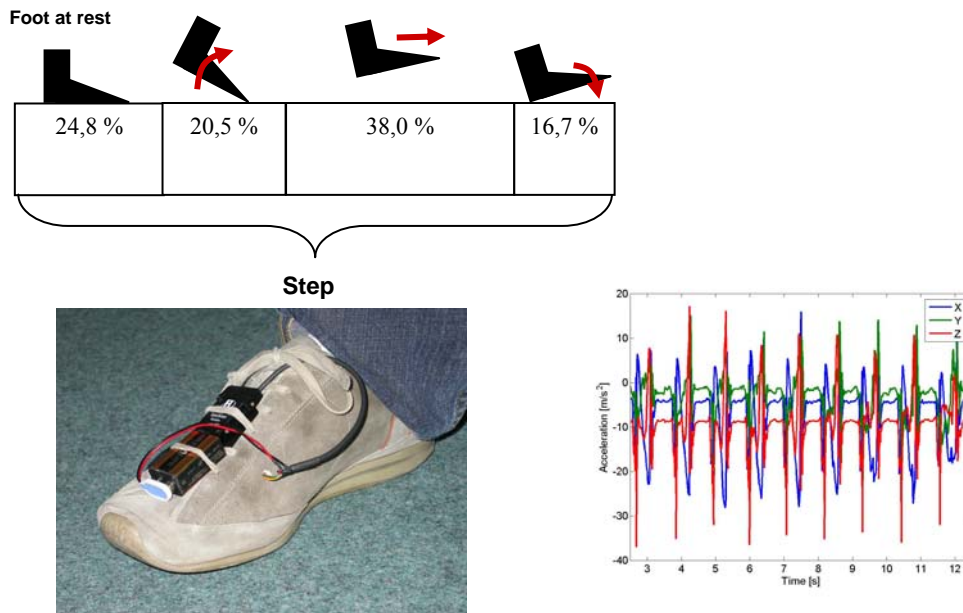 Foot at rest
24,8 % 20,5 % 38,0 % 16,7 %
Step
20
10
0
-10
-20
-30
-40
Acceleration [m/s²]
X
Y
Z
3 4 5 6 7 8 9 10 11 12
Time [s]